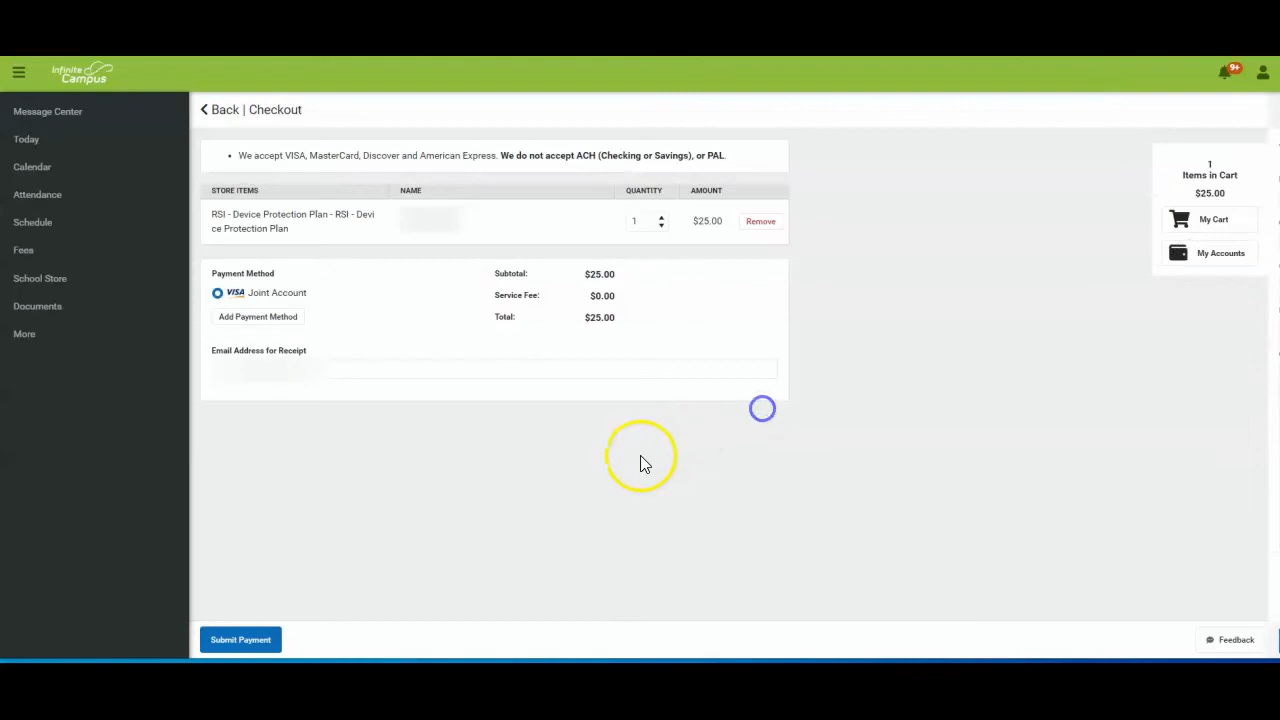 Infinite
Campus
9+
Message Center
Today
Calendar
Attendance
Schedule
Fees
School Store
Documents
More
Back | Checkout
• We accept VISA, MasterCard, Discover and American Express. We do not accept ACH (Checking or Savings), or PAL.
STORE ITEMS NAME QUANTITY AMOUNT
RSI - Device Protection Plan - RSI - Devi
ce Protection Plan
1 $25.00 Remove
Payment Method
VISA Joint Account
Add Payment Method
Subtotal: $25.00
Service Fee: $0.00
Total: $25.00
Email Address for Receipt
Submit Payment
1
Items in Cart
$25.00
My Cart
My Accounts
Feedback